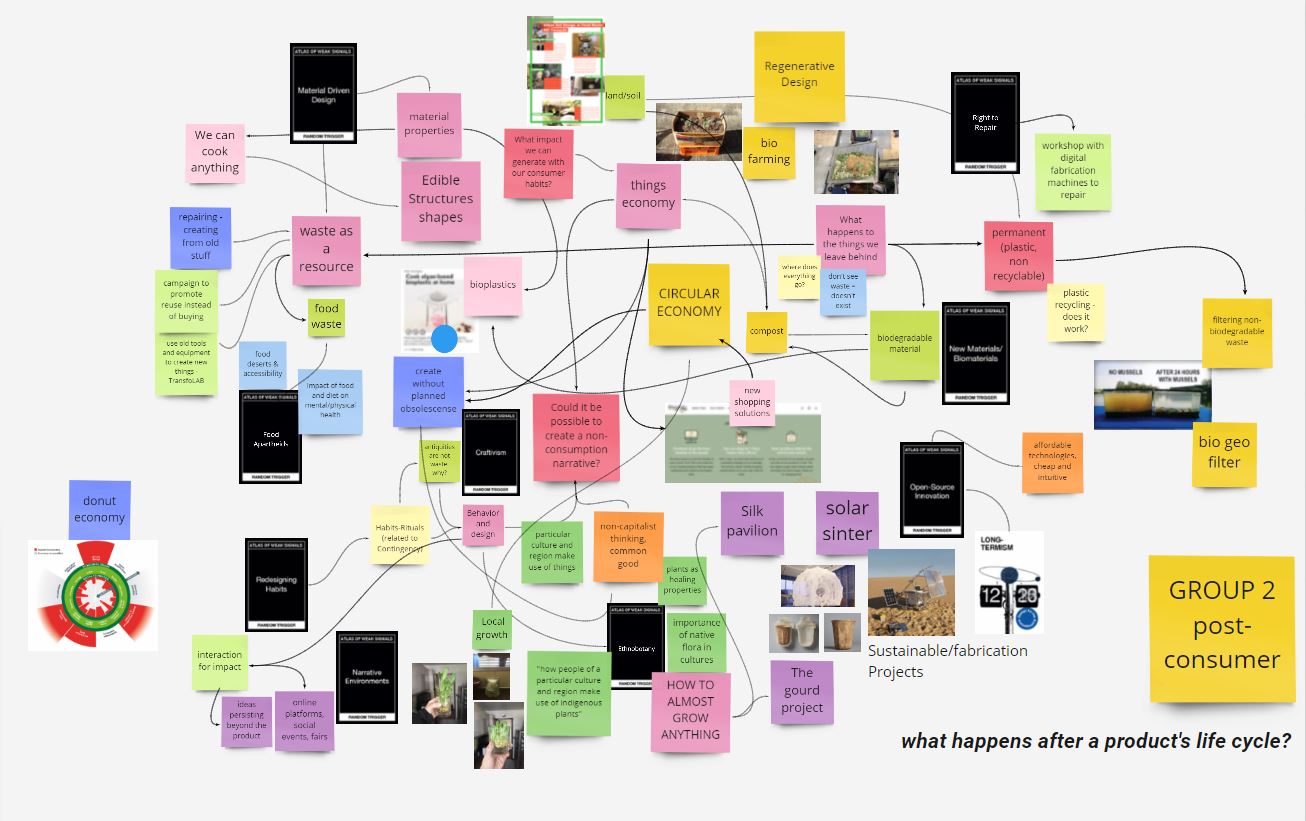 ATLAS OF WEAK SIGNALS
Material Driven
Design
RANDOM TRIGGER
material
properties
We can
cook
anything
Edible
Structures
shapes
What impact
we can
generate with
our consumer
habits?
land/soil
Regenerative
Design
bio
farming
things
economy
ATLAS OF WEAK SIGNALS
Right to
Repair
RANDOM TRIGGER
workshop with
digital
fabrication
machines to
repair
repairing -
creating
from old
stuff
waste as
a
resource
campaign to
promote
reuse instead
of buying
use old tools
and equipment
to create new
things -
TransfoLAB
food
waste
food
deserts &
accessibility
Impact of food
and diet on
mental/physical
health
Food
Apartheids
RANDOM TRIGGER
bioplastics
What
happens to
the things we
leave behind
where does
everything
go?
don't see
waste =
doesn't
exist
permanent
(plastic,
non
recyclable)
plastic
recycling -
does it
work?
filtering non-
biodegradable
waste
CIRCULAR
ECONOMY
compost
biodegradable
material
ATLAS OF WEAK SIGNALS
New Materials/
Biomaterials
RANDOM TRIGGER
new
shopping
solutions
NO MUSSELS
AFTER 24 HOURS
WITH MUSSELS
bio geo
filter
create
without
planned
obsolescense
antiquities
are not
waste
why?
ATLAS OF WEAK SIGNALS
Craftivism
RANDOM TRIGGER
Could it be
possible to
create a non-
consumption
narrative?
ATLAS OF WEAK SIGNALS
Open-Source
Innovation
RANDOM TRIGGER
affordable
technologies,
cheap and
intuitive
donut
economy
Habits-Rituals
(related to
Contingency)
Behavior
and
design
particular
culture and
region make
use of things
non-capitalist
thinking,
common
good
Silk
pavilion
solar
sinter
plants as
healing
properties
LONG-
TERMISM
12
ATLAS OF WEAK SIGNALS
Redesigning
Habits
RANDOM TRIGGER
Local
growth
ATLAS OF WEAK SIGNALS
Ethnobotany
RANDOM TRIGGER
importance
of native
flora in
cultures
"how people of a
particular culture
and region make
use of indigenous
plants"
HOW TO
ALMOST
GROW
ANYTHING
The
gourd
project
Sustainable/fabrication
Projects
interaction
for impact
ideas
persisting
beyond the
product
online
platforms,
social
events, fairs
ATLAS OF WEAK SIGNALS
Narrative
Environments
RANDOM TRIGGER
GROUP 2
post-
consumer
what happens after a product's life cycle?